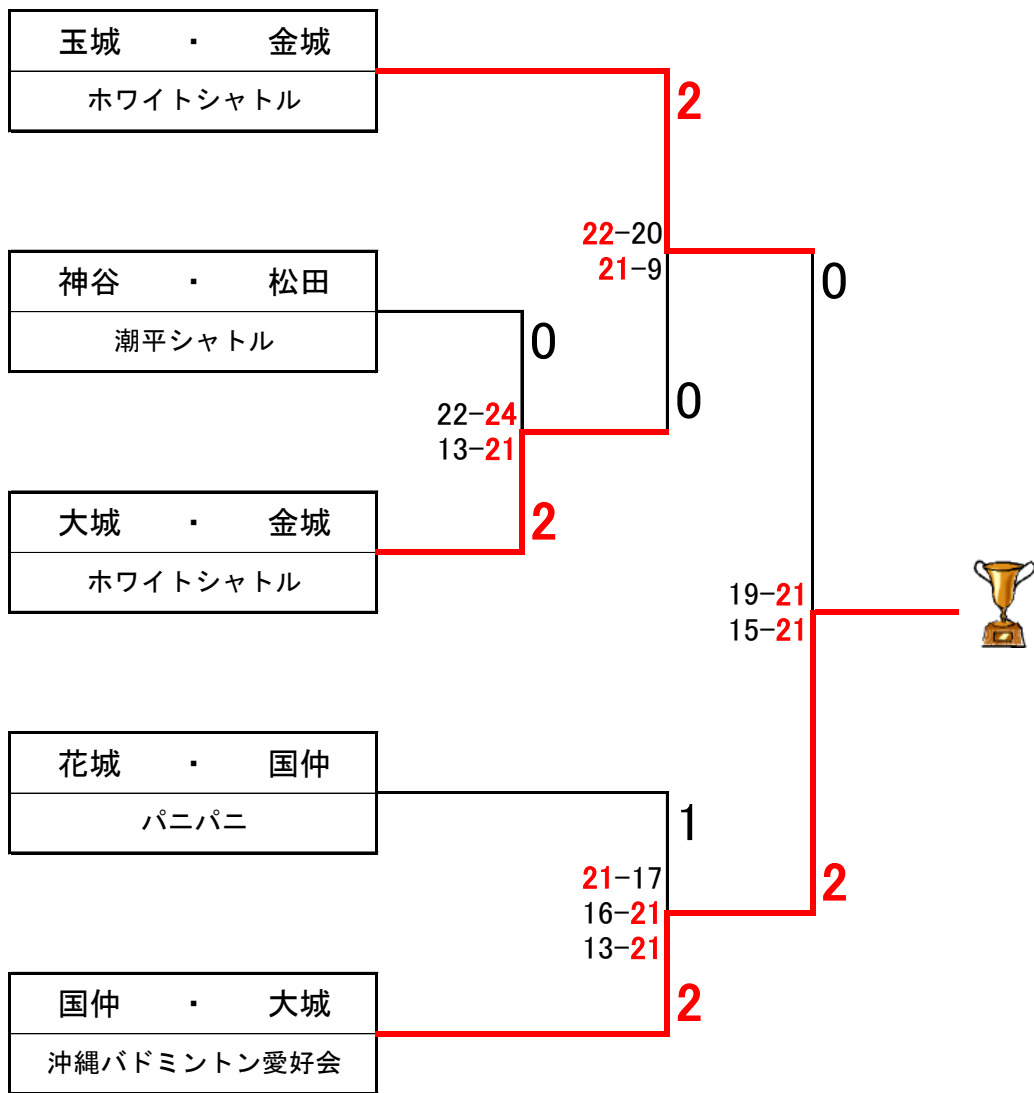 玉城 ・ 金城
ホワイトシャトル
2
22-20
21-9
神谷 ・ 松田
潮平シャトル
0
0
0
22-24
13-21
大城 ・ 金城
ホワイトシャトル
2
19-21
15-21
花城 ・ 国仲
パニパニ
1
21-17
16-21
13-21
2
国仲 ・ 大城
沖縄バドミントン愛好会
2